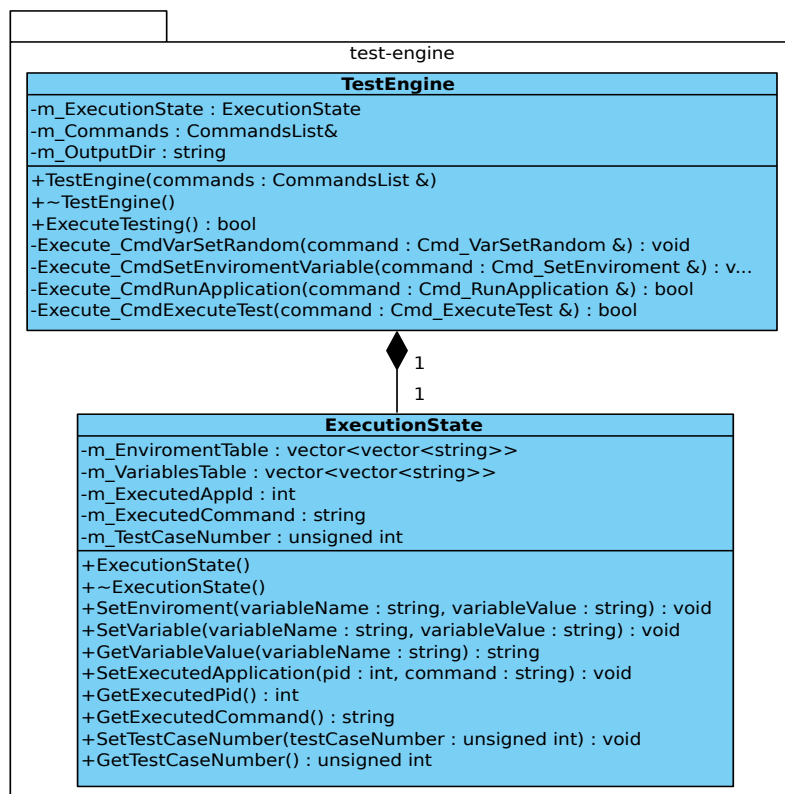 test-engine
TestEngine
-m_ExecutionState : ExecutionState
-m_Commands : CommandsList&
-m_OutputDir : string
+TestEngine(commands : CommandsList &)
+~TestEngine()
+ExecuteTesting() : bool
-Execute_CmdVarSetRandom(command : Cmd_VarSetRandom &) : void
-Execute_CmdSetEnviromentVariable(command : Cmd_SetEnviroment &) : v...
-Execute_CmdRunApplication(command : Cmd_RunApplication &) : bool
-Execute_CmdExecuteTest(command : Cmd_ExecuteTest &) : bool
1
1
ExecutionState
-m_EnviromentTable : vector<vector<string>>
-m_VariablesTable : vector<vector<string>>
-m_ExecutedAppId : int
-m_ExecutedCommand : string
-m_TestCaseNumber : unsigned int
+ExecutionState()
+~ExecutionState()
+SetEnviroment(variableName : string, variableValue : string) : void
+SetVariable(variableName : string, variableValue : string) : void
+GetVariableValue(variableName : string) : string
+SetExecutedApplication(pid : int, command : string) : void
+GetExecutedPid() : int
+GetExecutedCommand() : string
+SetTestCaseNumber(testCaseNumber : unsigned int) : void
+GetTestCaseNumber() : unsigned int